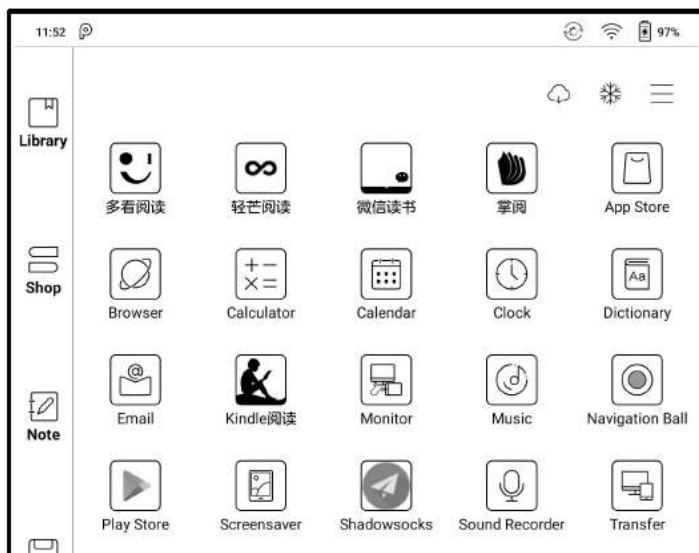 11:52
97%
Library
多看阅读 轻芒阅读 微信读书 掌阅 App Store
Shop
Browser Calculator Calendar Clock Aa Dictionary
Note
@ Email Kindle阅读 Monitor Music Navigation Ball
Play Store Screensaver Shadowsocks Sound Recorder Transfer